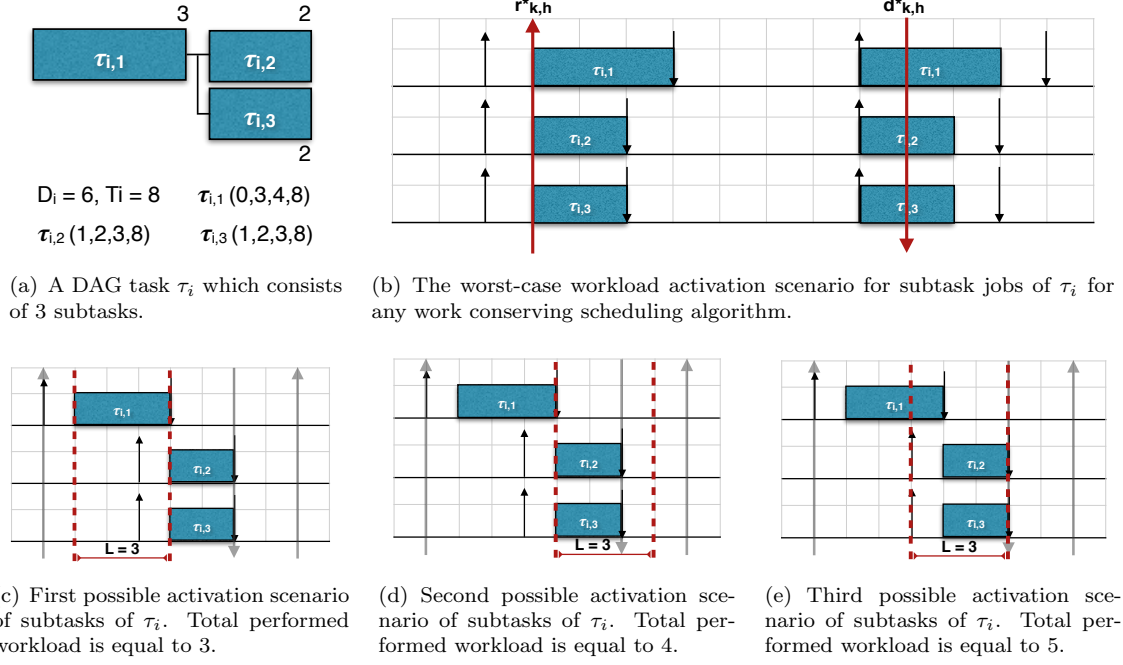 3
2
τi,1
τi,2
τi,3
2
Di = 6, Ti = 8
τi,1 (0,3,4,8)
τi,2 (1,2,3,8)
τi,3 (1,2,3,8)
(a) A DAG task τi which consists
of 3 subtasks.
r*k,h
d*k,h
τi,1
τi,1
τi,2
τi,2
τi,3
τi,3
(b) The worst-case workload activation scenario for subtask jobs of τi for
any work conserving scheduling algorithm.
τi,1
τi,2
τi,3
L = 3
c) First possible activation scenario
of subtasks of τi. Total performed
workload is equal to 3.
τi,1
τi,2
τi,3
L = 3
(d) Second possible activation sce-
nario of subtasks of τi. Total per-
formed workload is equal to 4.
τi,1
τi,2
τi,3
L = 3
(e) Third possible activation sce-
nario of subtasks of τi. Total per-
formed workload is equal to 5.